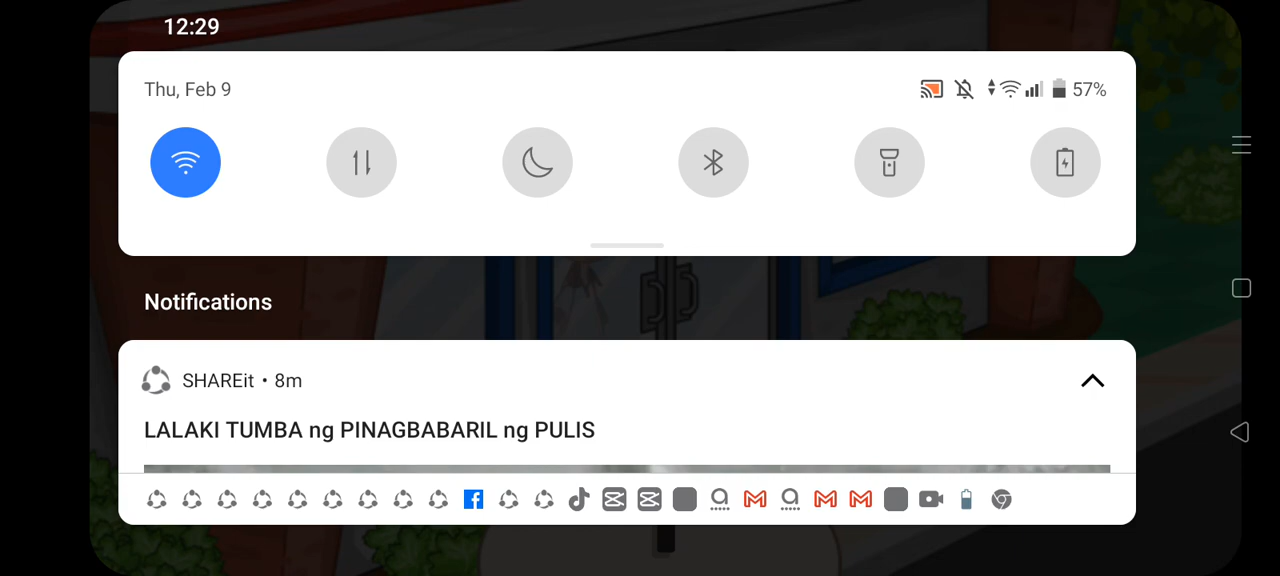 12:29
Thu, Feb 9
57%
Notifications
SHAREit • 8m
LALAKI TUMBA ng PINAGBABARIL ng PULIS